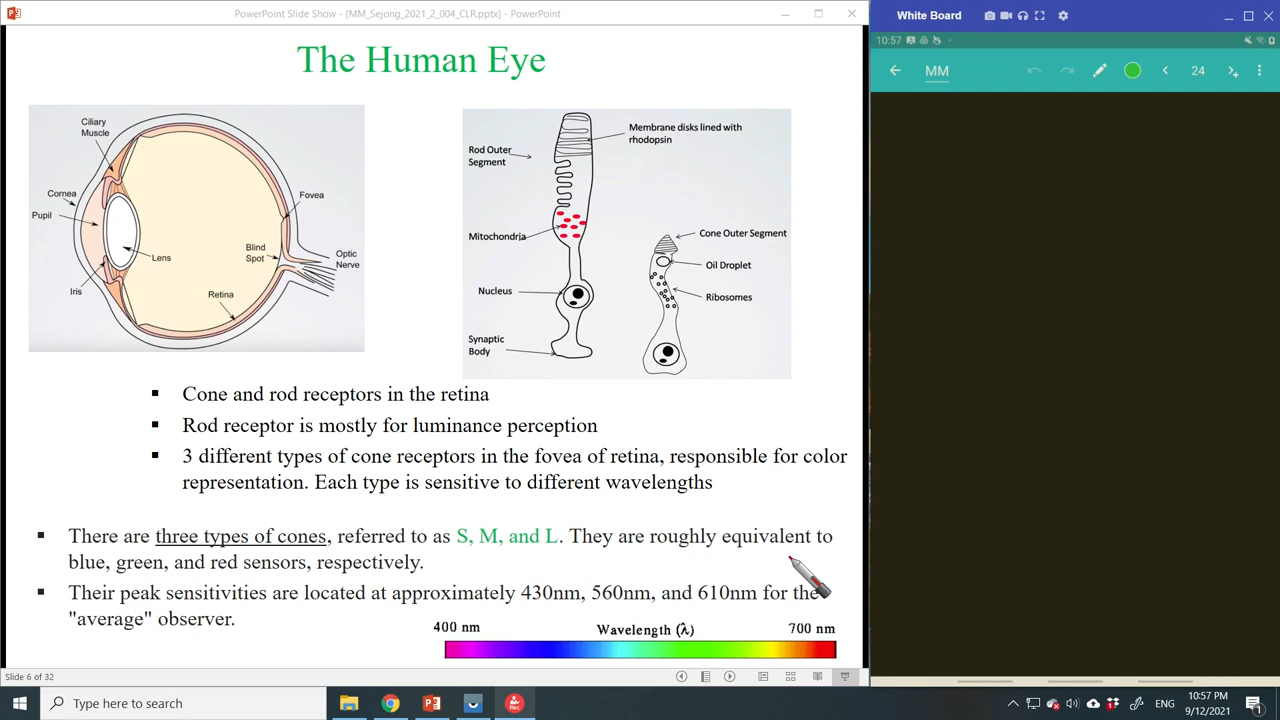 PowerPoint Slide Show - [MM_Sejong_2021_2_004_CLR.pptx] - PowerPoint
White Board
10:57
MM
24
The Human Eye
Ciliary
Muscle
Cornea
Pupil
Iris
Lens
Retina
Blind
Spot
Fovea
Optic
Nerve
Rod Outer
Segment
Membrane disks lined with
rhodopsin
Mitochondria
Nucleus
Synaptic
Body
Cone Outer Segment
Oil Droplet
Ribosomes
▪ Cone and rod receptors in the retina
▪ Rod receptor is mostly for luminance perception
▪ 3 different types of cone receptors in the fovea of retina, responsible for color
representation. Each type is sensitive to different wavelengths
▪ There are three types of cones, referred to as S, M, and L. They are roughly equivalent to
blue, green, and red sensors, respectively.
▪ Their peak sensitivities are located at approximately 430nm, 560nm, and 610nm for the
"average" observer.
400 nm Wavelength (λ) 700 nm
Slide 6 of 32
Type here to search
ENG
10:57 PM
9/12/2021
1